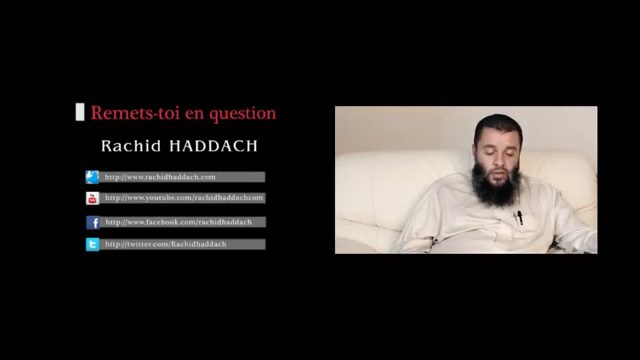 Remets-toi en question
Rachid HADDACH
http://www.rachidhaddach.com
http://www.youtube.com/rachidhaddachcom
http://www.facebook.com/rachidhaddach
http://twitter.com/Rachidhaddach